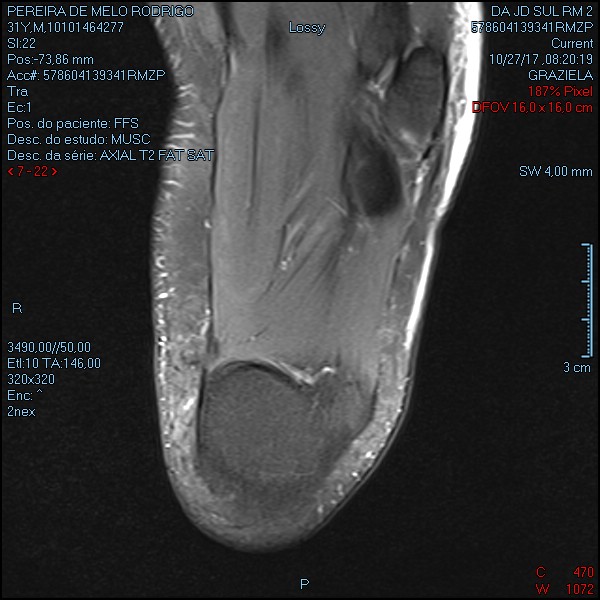 PEREIRA DE MELO RODRIGO
31Y,M,10101464277
Sl:22
Pos:-73,86 mm
Acc#: 578604139341RMZP
Tra
Ec:1
Pos. do paciente: FFS
Desc. do estudo: MUSC
Desc. da série: AXIAL T2 FAT SAT
< 7 - 22 >
Lossy
DA JD SUL RM 2
578604139341RMZP
Current
10/27/17 ,08:20:19
GRAZIELA
187% Pixel
DFOV 16,0 x 16,0 cm
SW 4,00 mm
R
3490,00//50,00
Etl:10 TA:146,00
320x320
Enc: ^
2nex
3 cm
P
C 470
W 1072